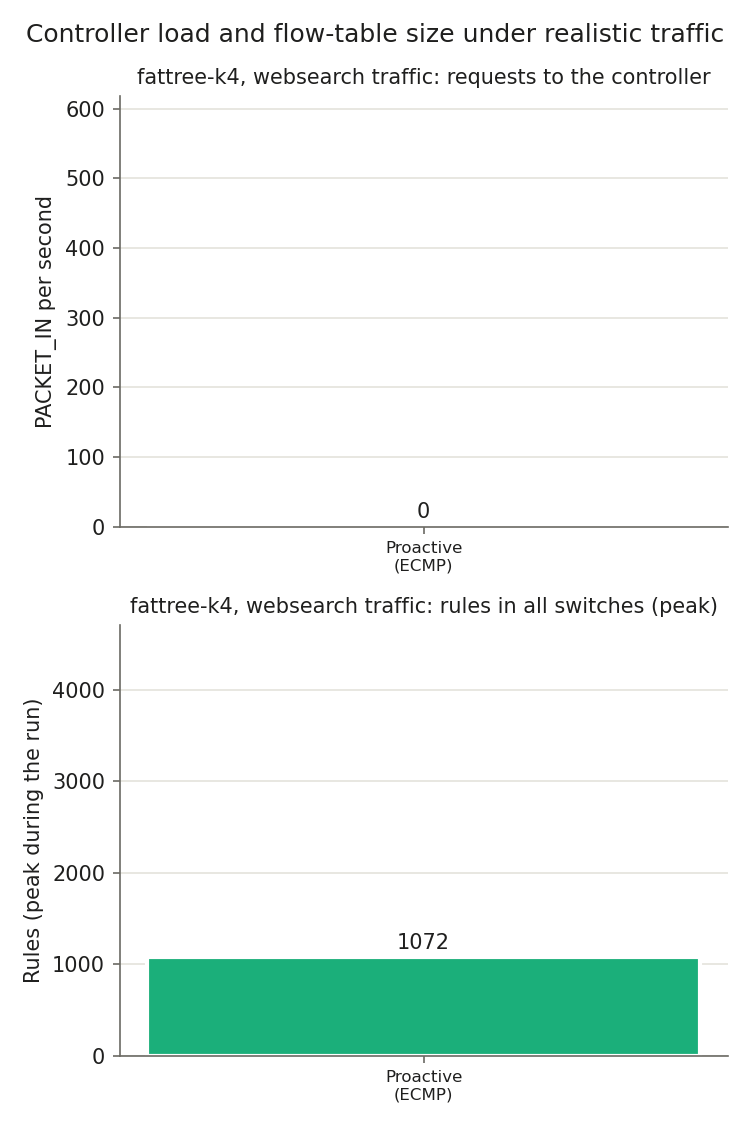 Controller load and flow-table size under realistic traffic
fattree-k4, websearch traffic: requests to the controller
PACKET_IN per second
600
500
400
300
200
100
0
0
Proactive
(ECMP)
fattree-k4, websearch traffic: rules in all switches (peak)
Rules (peak during the run)
4000
3000
2000
1000
0
1072
Proactive
(ECMP)